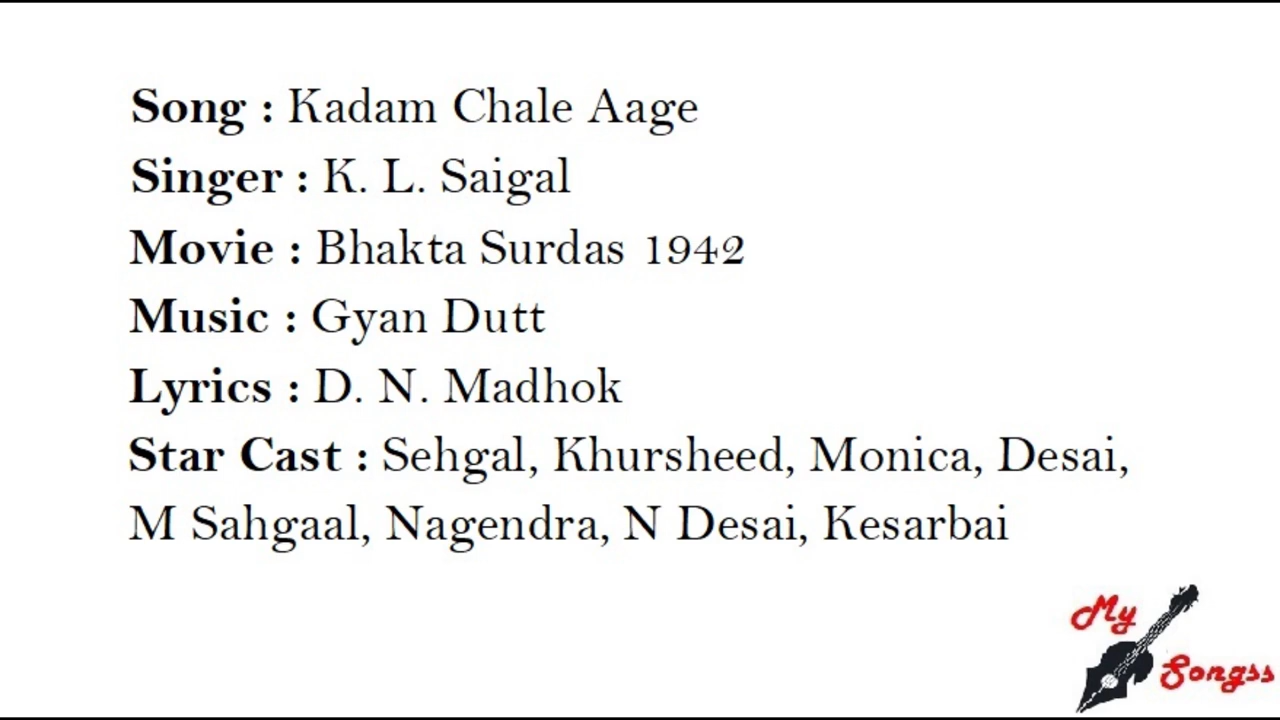 Song : Kadam Chale Aage
Singer : K. L. Saigal
Movie : Bhakta Surdas 1942
Music : Gyan Dutt
Lyrics : D. N. Madhok
Star Cast : Sehgal, Khursheed, Monica, Desai,
M Sahgaal, Nagendra, N Desai, Kesarbai
My
Songss